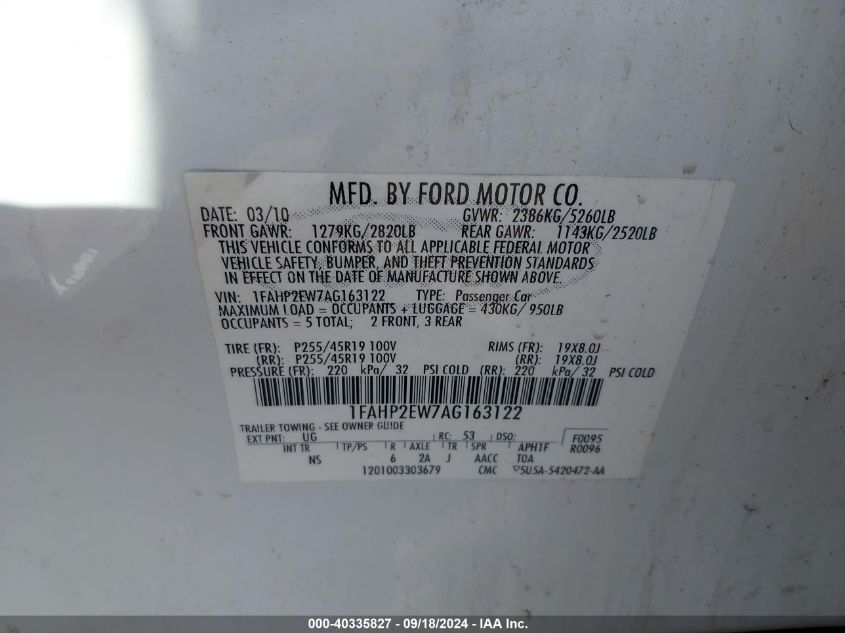 MFD. BY FORD MOTOR CO.
DATE: 03/10 GVWR: 2386KG/5260LB
FRONT GAWR: 1279KG/2820LB REAR GAWR: 1143KG/2520LB
THIS VEHICLE CONFORMS TO ALL APPLICABLE FEDERAL MOTOR
VEHICLE SAFETY, BUMPER, AND THEFT PREVENTION STANDARDS
IN EFFECT ON THE DATE OF MANUFACTURE SHOWN ABOVE.
VIN: 1FAHP2EW7AG163122 TYPE: Passenger Car
MAXIMUM LOAD = OCCUPANTS + LUGGAGE = 430KG/ 950LB
OCCUPANTS = 5 TOTAL; 2 FRONT, 3 REAR
TIRE (FR): P255/45R19 100V RIMS (FR): 19X8.0J
(RR): P255/45R19 100V (RR): 19X8.0J
PRESSURE (FR): 220 kPa/ 32 PSI COLD (RR): 220 kPa/ 32 PSI COLD
1FAHP2EW7AG163122
TRAILER TOWING - SEE OWNER GUIDE
EXT PNT: UG RC: 53 DSO: F0095
INT TR TP/PS R AXLE TR SPR APH1F R0096
NS 6 2A J AACC TOA
1201003303679 CMC ▽5U5A-5420472-AA
000-40335827 - 09/18/2024 - IAA Inc.